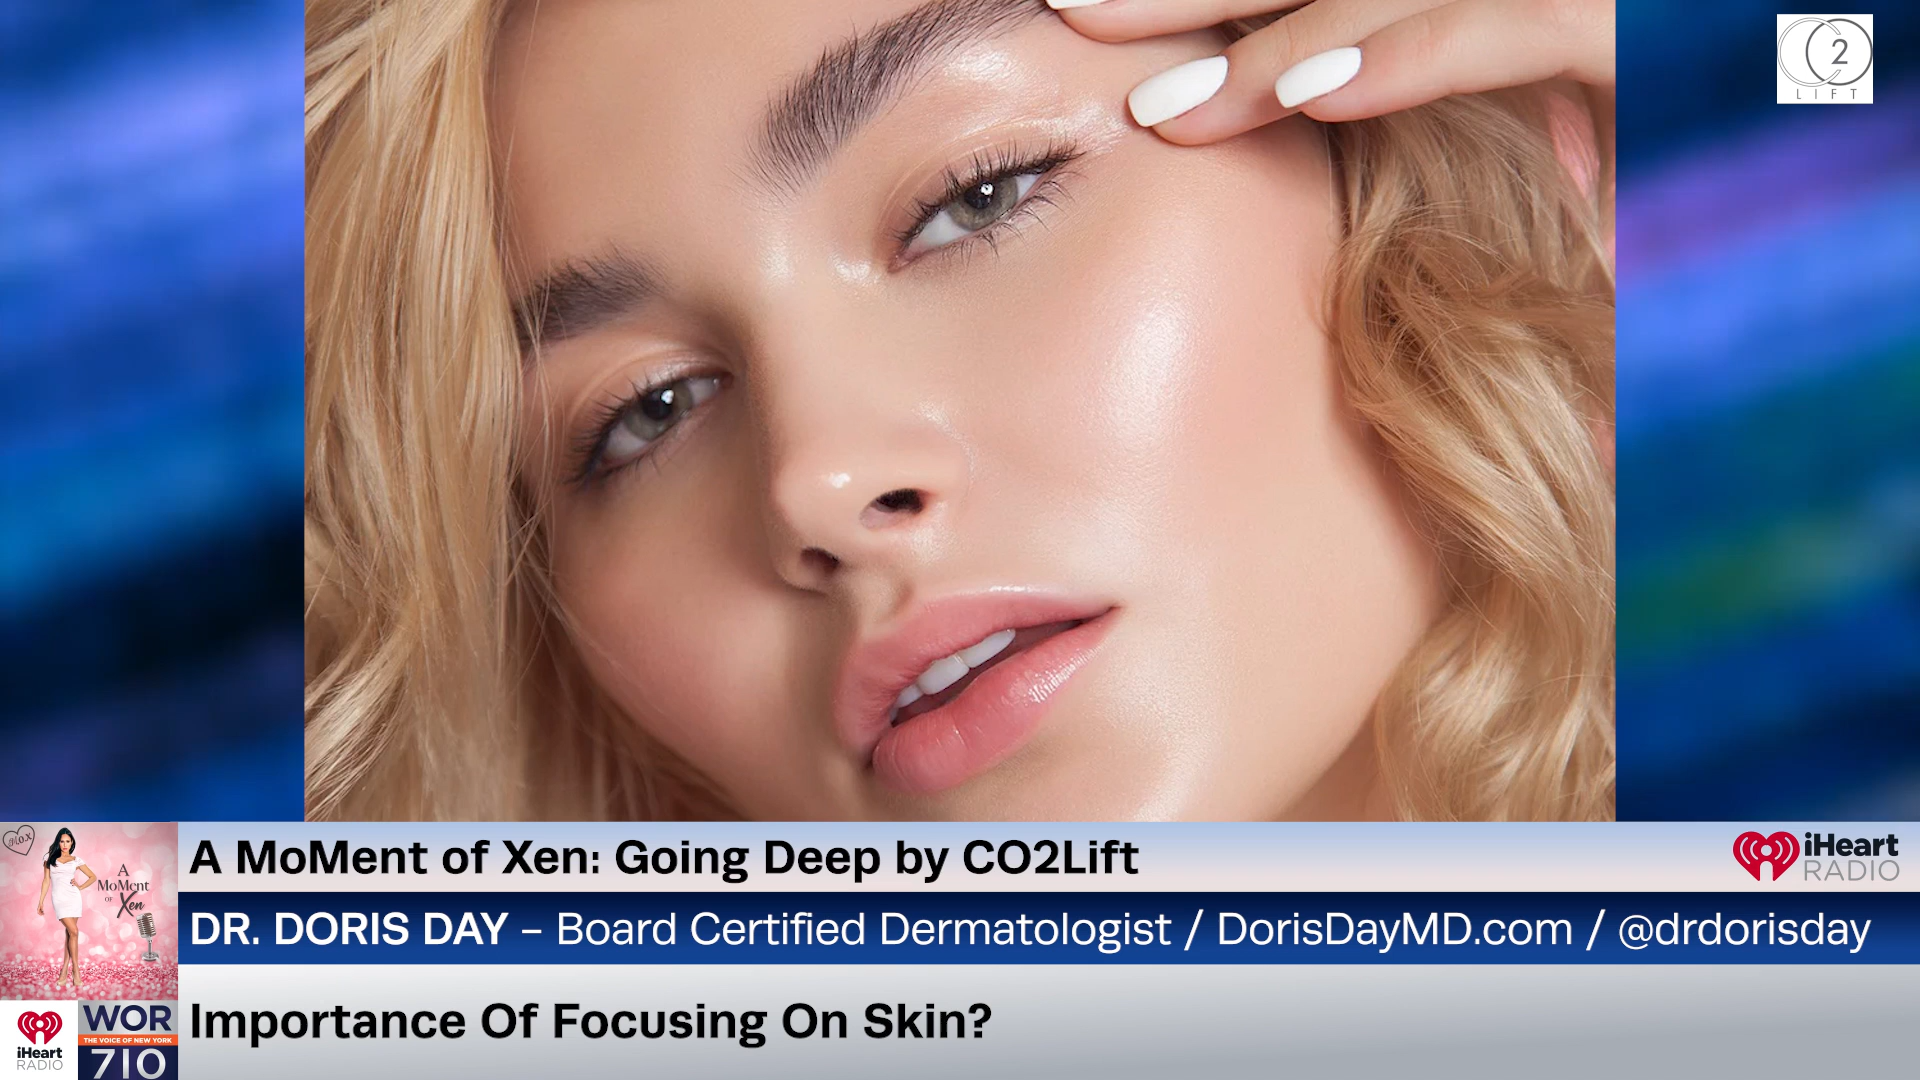 CO2
LIFT
A MoMent of Xen: Going Deep by CO2Lift
iHeart
RADIO
DR. DORIS DAY – Board Certified Dermatologist / DorisDayMD.com / @drdorisday
Importance Of Focusing On Skin?
M.O.X
A
MoMent
OF
Xen
iHeart
RADIO
WOR
THE VOICE OF NEW YORK
710